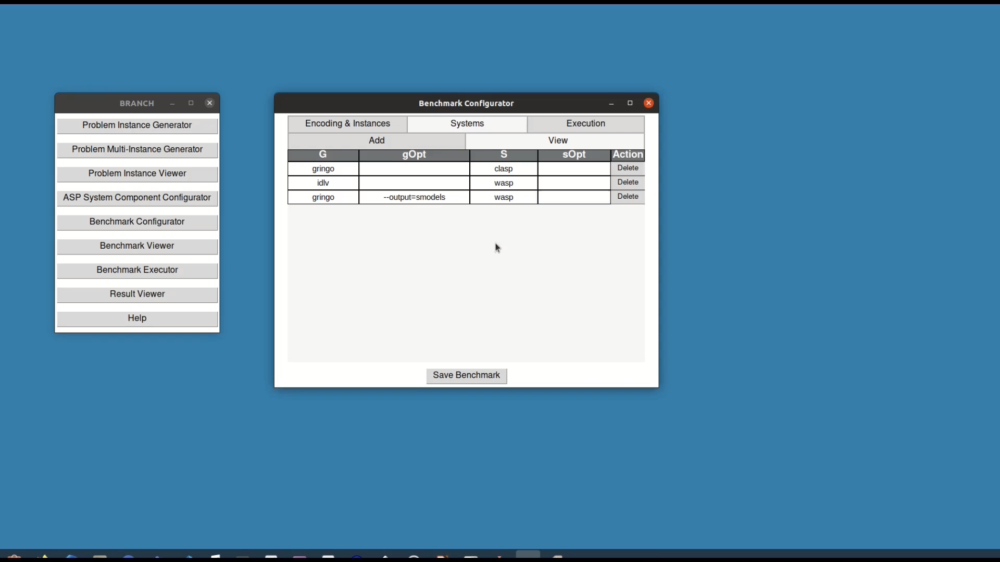 BRANCH
Problem Instance Generator
Problem Multi-Instance Generator
Problem Instance Viewer
ASP System Component Configurator
Benchmark Configurator
Benchmark Viewer
Benchmark Executor
Result Viewer
Help
Benchmark Configurator
Encoding & Instances Systems Execution
Add View
G gOpt S sOpt Action
gringo clasp Delete
idlv wasp Delete
gringo --output=smodels wasp Delete
Save Benchmark